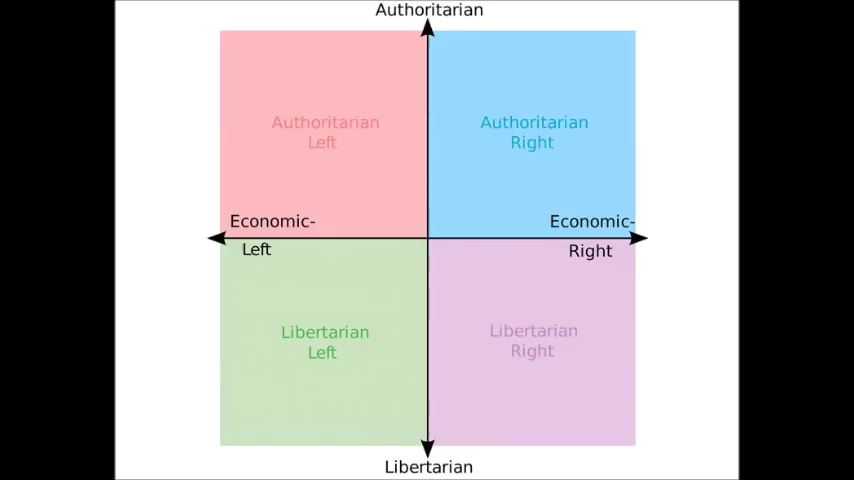 Authoritarian
Authoritarian
Left
Authoritarian
Right
Economic-
Left
Economic-
Right
Libertarian
Left
Libertarian
Right
Libertarian